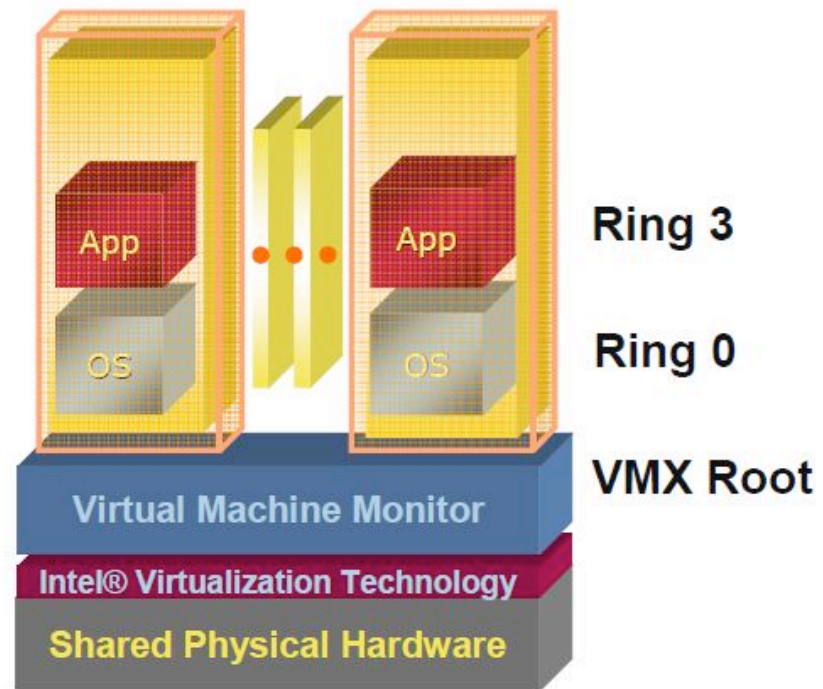 App
App
Ring 3
OS
OS
Ring 0
VMX Root
Virtual Machine Monitor
Intel® Virtualization Technology
Shared Physical Hardware